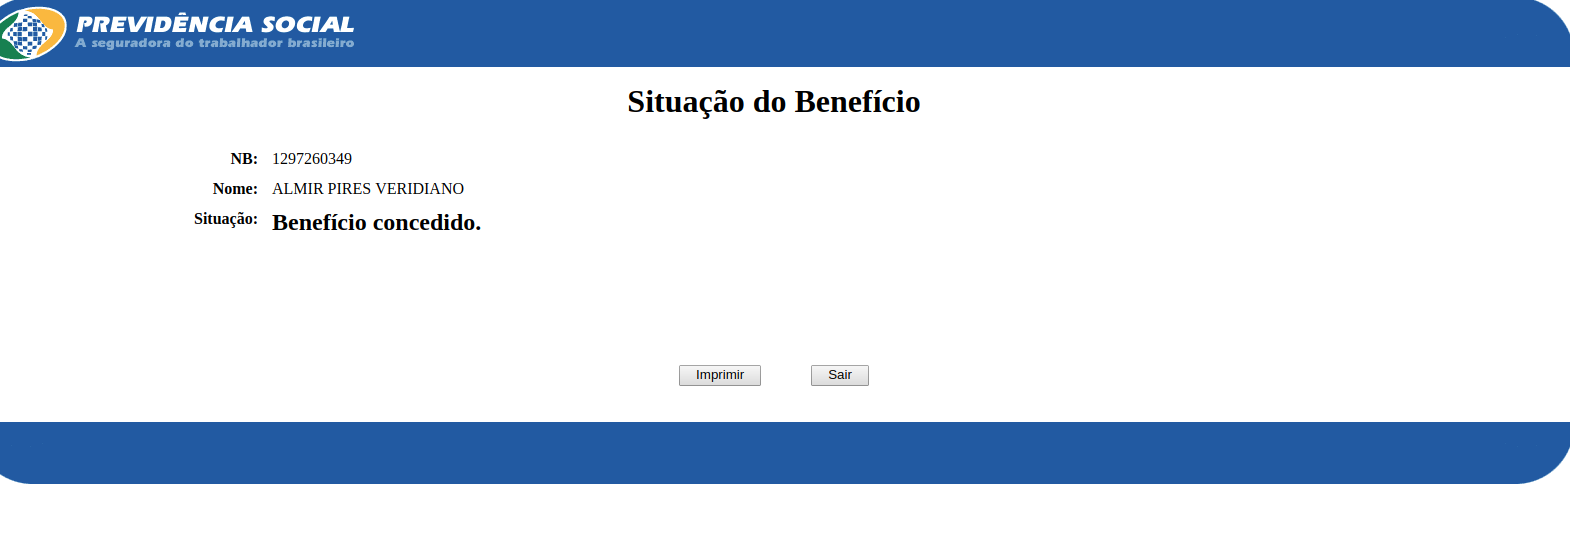 PREVIDÊNCIA SOCIAL
A seguradora do trabalhador brasileiro
Situação do Benefício
NB: 1297260349
Nome: ALMIR PIRES VERIDIANO
Situação: Benefício concedido.
Imprimir Sair